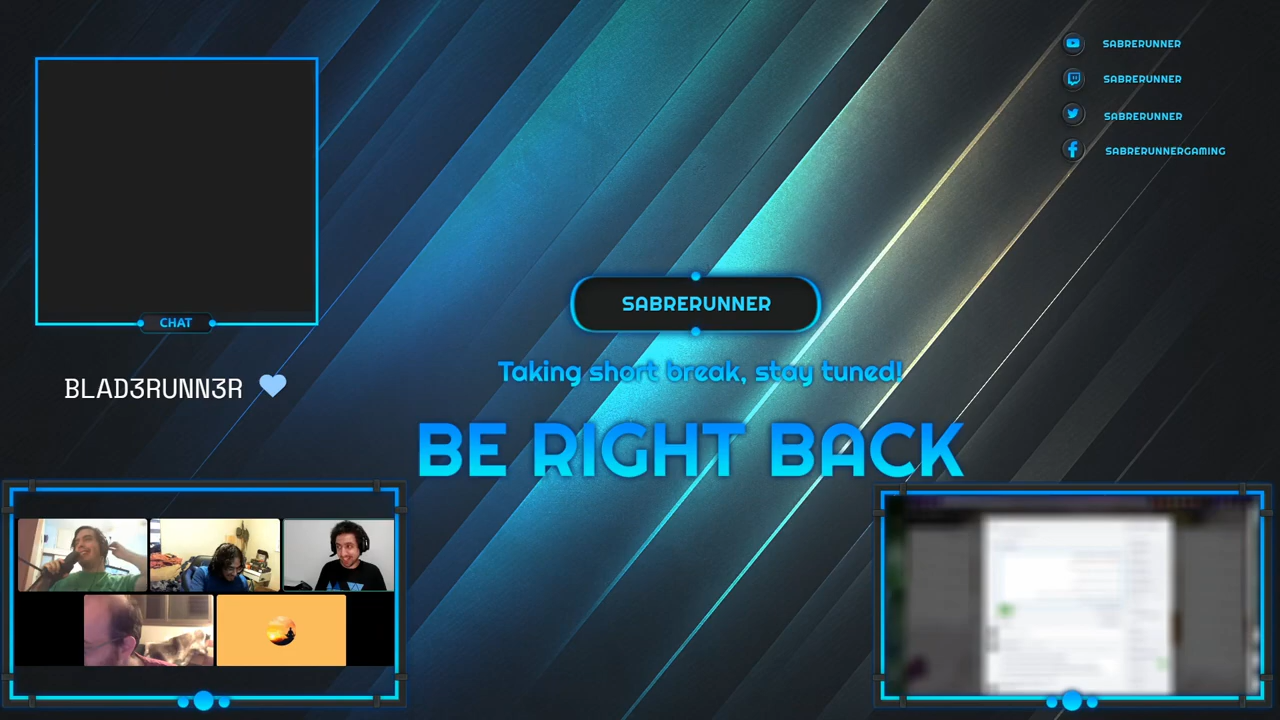 SABRERUNNER
SABRERUNNER
SABRERUNNER
SABRERUNNERGAMING
CHAT
BLAD3RUNN3R
SABRERUNNER
Taking short break, stay tuned!
BE RIGHT BACK